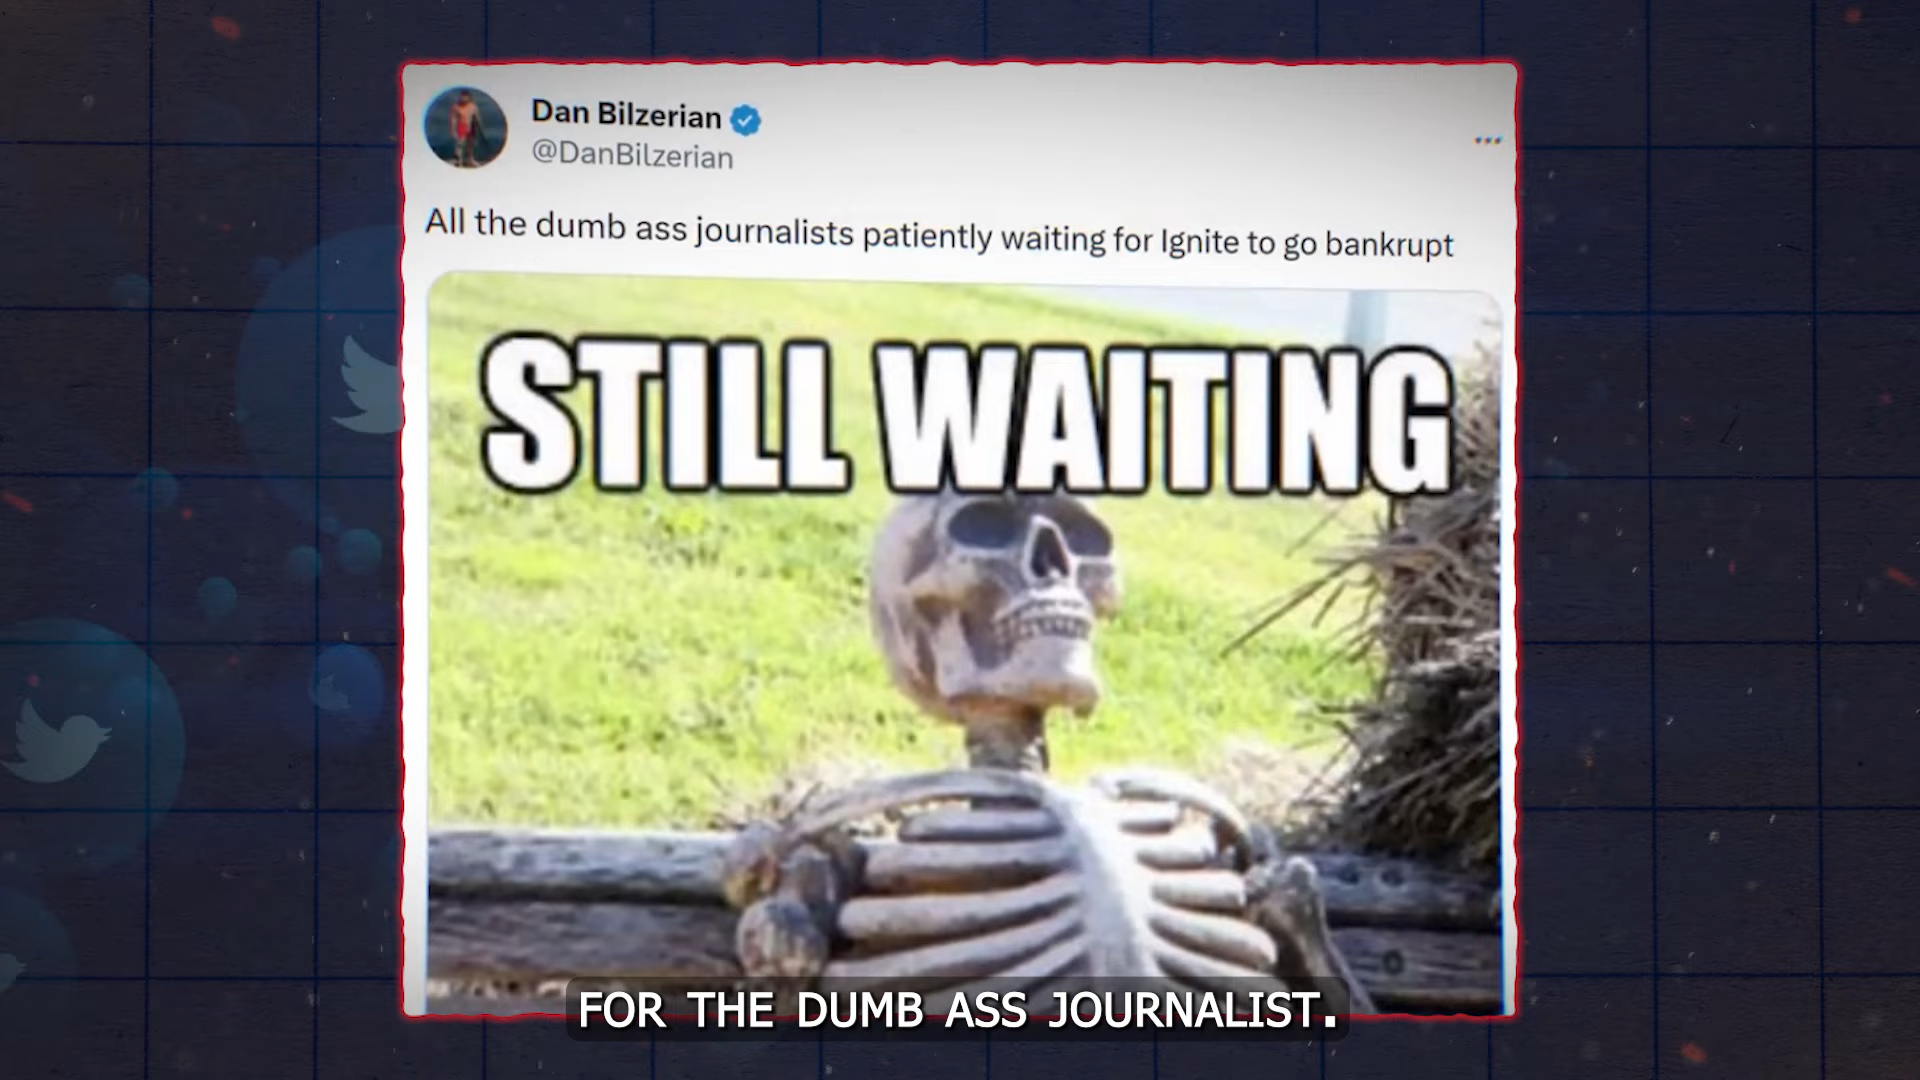 Dan Bilzerian
@DanBilzerian
All the dumb ass journalists patiently waiting for Ignite to go bankrupt
STILL WAITING
FOR THE DUMB ASS JOURNALIST.